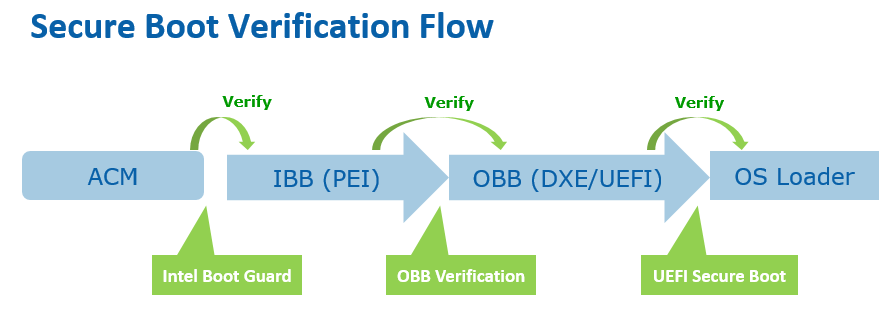 Secure Boot Verification Flow
Verify
Verify
Verify
ACM
IBB (PEI)
OBB (DXE/UEFI)
OS Loader
Intel Boot Guard
OBB Verification
UEFI Secure Boot